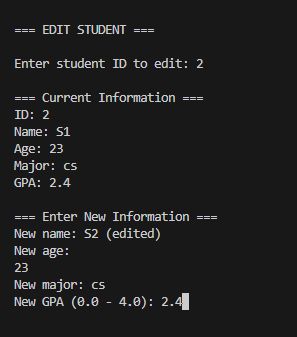 === EDIT STUDENT ===
Enter student ID to edit: 2
=== Current Information ===
ID: 2
Name: S1
Age: 23
Major: cs
GPA: 2.4
=== Enter New Information ===
New name: S2 (edited)
New age:
23
New major: cs
New GPA (0.0 - 4.0): 2.4